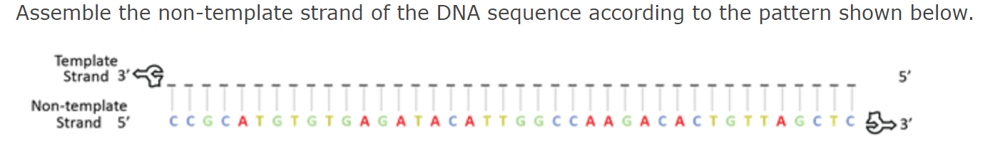 Assemble the non-template strand of the DNA sequence according to the pattern shown below.
Template
Strand 3′ 5′
Non-template
Strand 5′ C C G C A T G T G T G A G A T A C A T T G G C C A A G A C A C T G T T A G C T C 3′